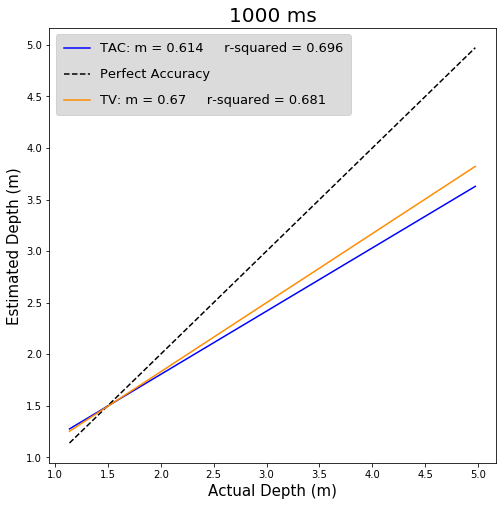 1000 ms
TAC: m = 0.614 r-squared = 0.696
Perfect Accuracy
TV: m = 0.67 r-squared = 0.681
Estimated Depth (m)
5.0
4.5
4.0
3.5
3.0
2.5
2.0
1.5
1.0
1.0 1.5 2.0 2.5 3.0 3.5 4.0 4.5 5.0
Actual Depth (m)